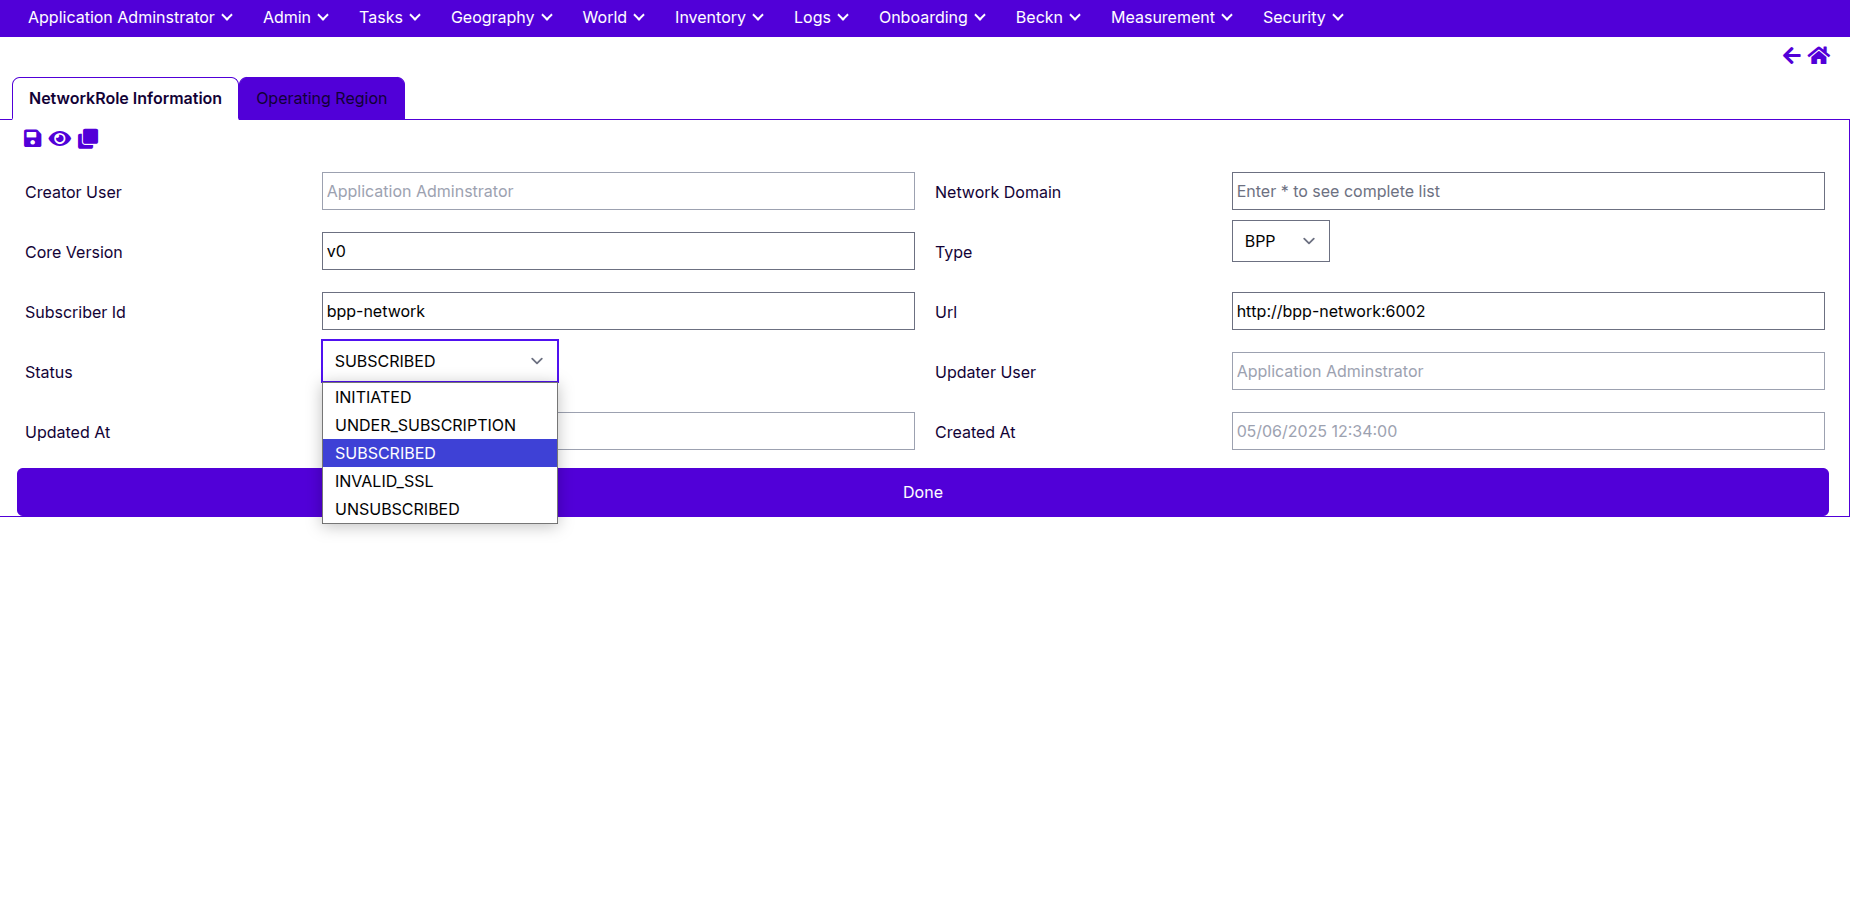 Application Adminstrator Admin Tasks Geography World Inventory Logs Onboarding Beckn Measurement Security
NetworkRole Information Operating Region
Creator User Application Adminstrator Network Domain Enter * to see complete list
Core Version v0 Type BPP
Subscriber Id bpp-network Url http://bpp-network:6002
Status SUBSCRIBED Updater User Application Adminstrator
INITIATED
UNDER_SUBSCRIPTION
Updated At Created At 05/06/2025 12:34:00
SUBSCRIBED
INVALID_SSL
Done
UNSUBSCRIBED